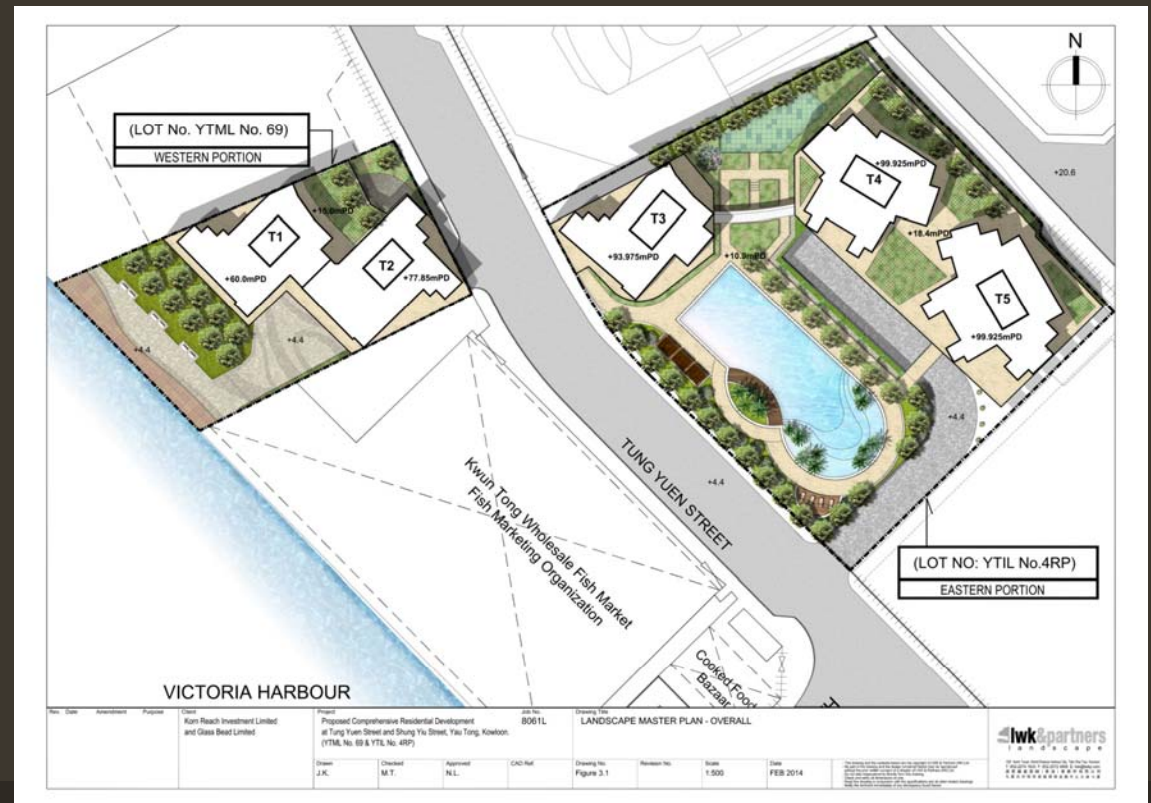 N
(LOT No. YTML No. 69)
WESTERN PORTION
T4
+99.925mPD
+20.6
T3
+15.0mPD
T1
+18.4mPD
+93.975mPD
T2
+60.0mPD
+77.85mPD
T5
+99.925mPD
+4.4
+4.4
+4.4
TUNG YUEN STREET
+4.4
Kwun Tong Wholesale Fish Market
Fish Marketing Organization
(LOT NO: YTIL No.4RP)
EASTERN PORTION
Cooked Food
Bazaar
VICTORIA HARBOUR
Rev. Date Amendment Purpose
Client
Korn Reach Investment Limited
and Glass Bead Limited
Project
Proposed Comprehensive Residential Development
at Tung Yuen Street and Shung Yiu Street, Yau Tong, Kowloon.
(YTML No. 69 & YTIL No. 4RP)
Job No.
8061L
Drawing Title
LANDSCAPE MASTER PLAN - OVERALL
lwk&partners
landscape
Drawn
J.K.
Checked
M.T.
Approved
N.L.
CAD Ref.
Drawing No.
Figure 3.1
Revision No.
Scale
1:500
Date
FEB 2014